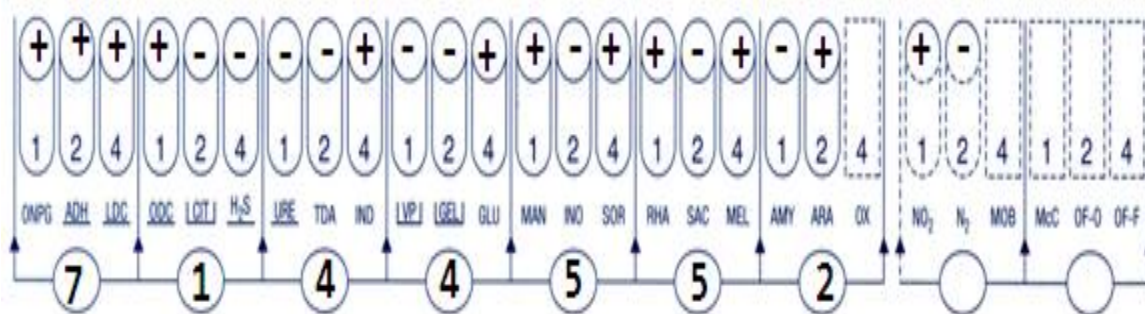 + + + + - - - - + - - + + - + + - + - + + -
1 2 4 1 2 4 1 2 4 1 2 4 1 2 4 1 2 4 1 2 4 1 2 4 1 2 4
ONPG ADH LDC ODC |CIT| H₂S URE TDA IND |VP| |GEL| GLU MAN INO SOR RHA SAC MEL AMY ARA OX NO₂ N₂ MOB McC OF-O OF-F
7 1 4 4 5 5 2